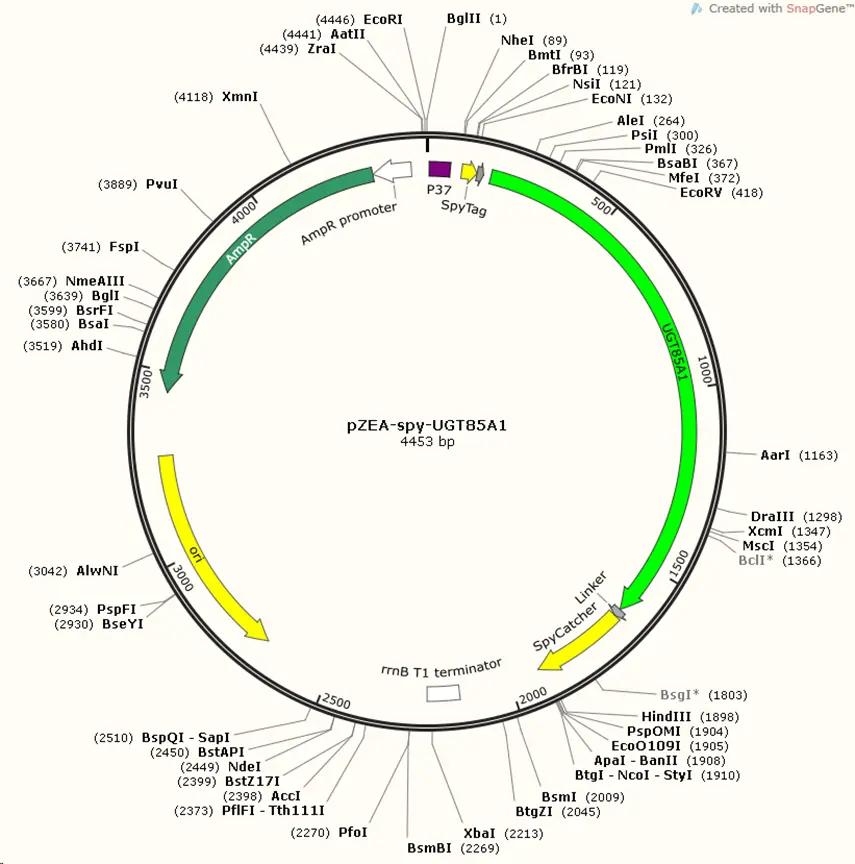 Created with SnapGene™
(4446) EcoRI
(4441) AatII
(4439) ZraI
(4118) XmnI
(3889) PvuI
(3741) FspI
(3667) NmeAIII
(3639) BglI
(3599) BsrFI
(3580) BsaI
(3519) AhdI
(3042) AlwNI
(2934) PspFI
(2930) BseYI
(2510) BspQI - SapI
(2450) BstAPI
(2449) NdeI
(2399) BstZ17I
(2398) AccI
(2373) PflFI - Tth111I
(2270) PfoI
BsmBI (2269)
XbaI (2213)
BglII (1)
NheI (89)
BmtI (93)
BfrBI (119)
NsiI (121)
EcoNI (132)
AleI (264)
PsiI (300)
PmlI (326)
BsaBI (367)
MfeI (372)
EcoRV (418)
AarI (1163)
DraIII (1298)
XcmI (1347)
MscI (1354)
BclI* (1366)
BsgI* (1803)
HindIII (1898)
PspOMI (1904)
EcoO109I (1905)
ApaI - BanII (1908)
BtgI - NcoI - StyI (1910)
BsmI (2009)
BtgZI (2045)
500
1000
1500
2000
2500
3000
3500
4000
P37
SpyTag
UGT85A1
Linker
SpyCatcher
rrnB T1 terminator
ori
AmpR
AmpR promoter
pZEA-spy-UGT85A1
4453 bp